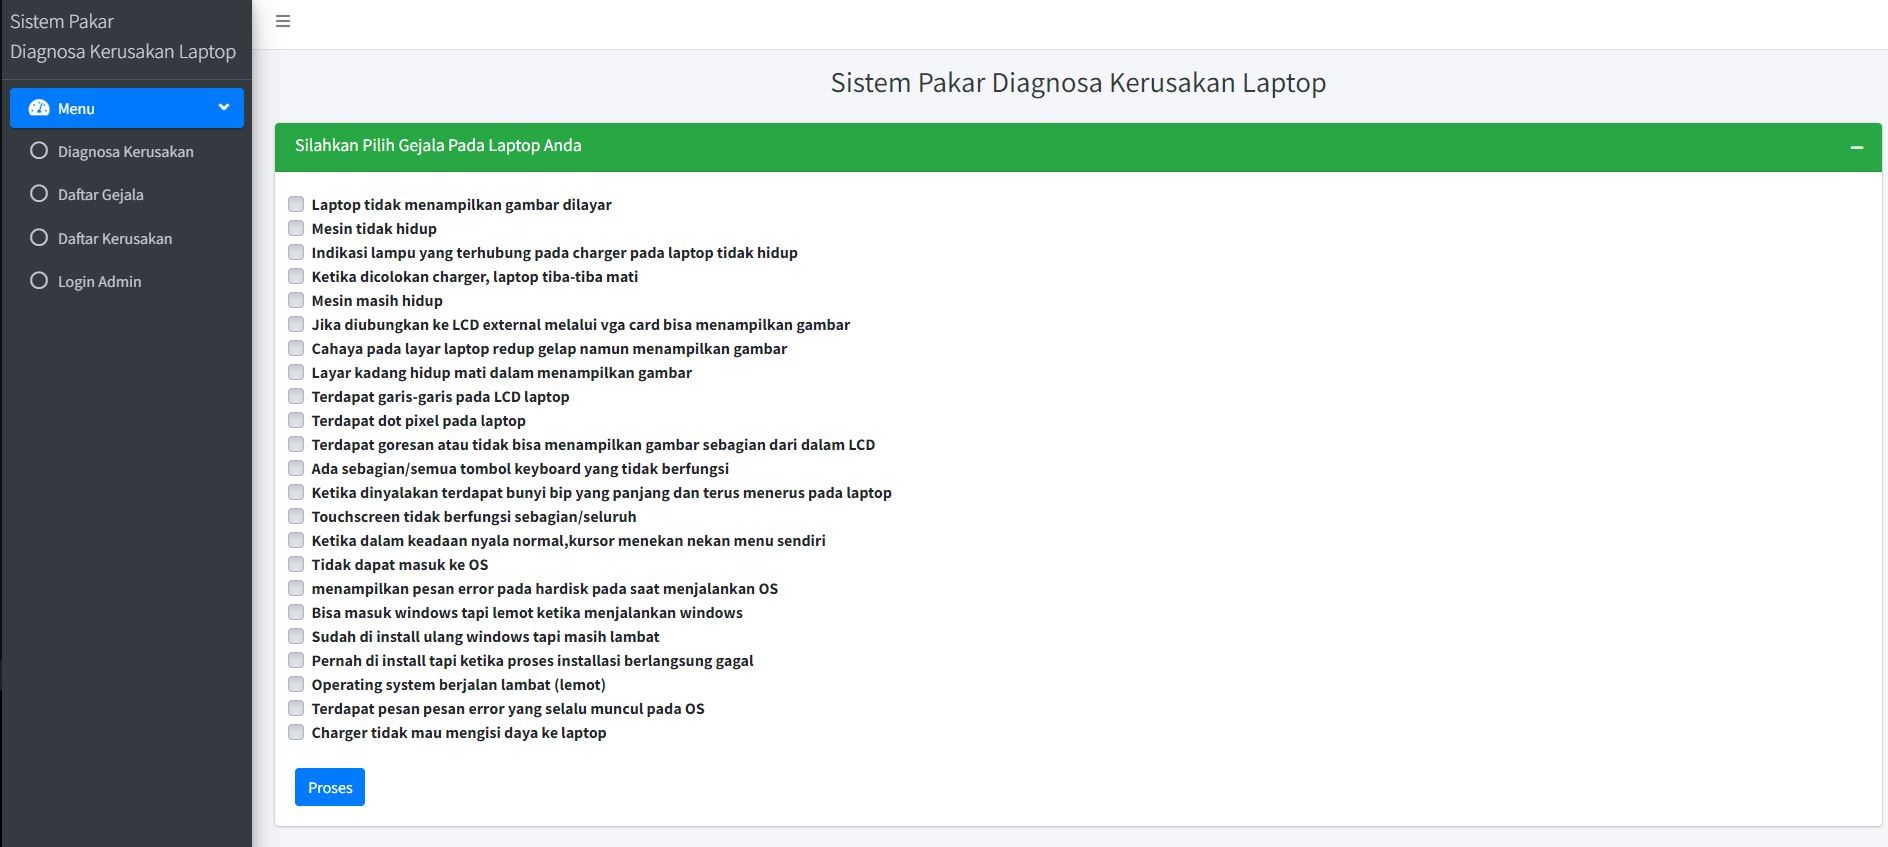 Sistem Pakar
Diagnosa Kerusakan Laptop
Menu
Diagnosa Kerusakan
Daftar Gejala
Daftar Kerusakan
Login Admin
Sistem Pakar Diagnosa Kerusakan Laptop
Silahkan Pilih Gejala Pada Laptop Anda
Laptop tidak menampilkan gambar dilayar
Mesin tidak hidup
Indikasi lampu yang terhubung pada charger pada laptop tidak hidup
Ketika dicolokan charger, laptop tiba-tiba mati
Mesin masih hidup
Jika diubungkan ke LCD external melalui vga card bisa menampilkan gambar
Cahaya pada layar laptop redup gelap namun menampilkan gambar
Layar kadang hidup mati dalam menampilkan gambar
Terdapat garis-garis pada LCD laptop
Terdapat dot pixel pada laptop
Terdapat goresan atau tidak bisa menampilkan gambar sebagian dari dalam LCD
Ada sebagian/semua tombol keyboard yang tidak berfungsi
Ketika dinyalakan terdapat bunyi bip yang panjang dan terus menerus pada laptop
Touchscreen tidak berfungsi sebagian/seluruh
Ketika dalam keadaan nyala normal,kursor menekan nekan menu sendiri
Tidak dapat masuk ke OS
menampilkan pesan error pada hardisk pada saat menjalankan OS
Bisa masuk windows tapi lemot ketika menjalankan windows
Sudah di install ulang windows tapi masih lambat
Pernah di install tapi ketika proses installasi berlangsung gagal
Operating system berjalan lambat (lemot)
Terdapat pesan pesan error yang selalu muncul pada OS
Charger tidak mau mengisi daya ke laptop
Proses